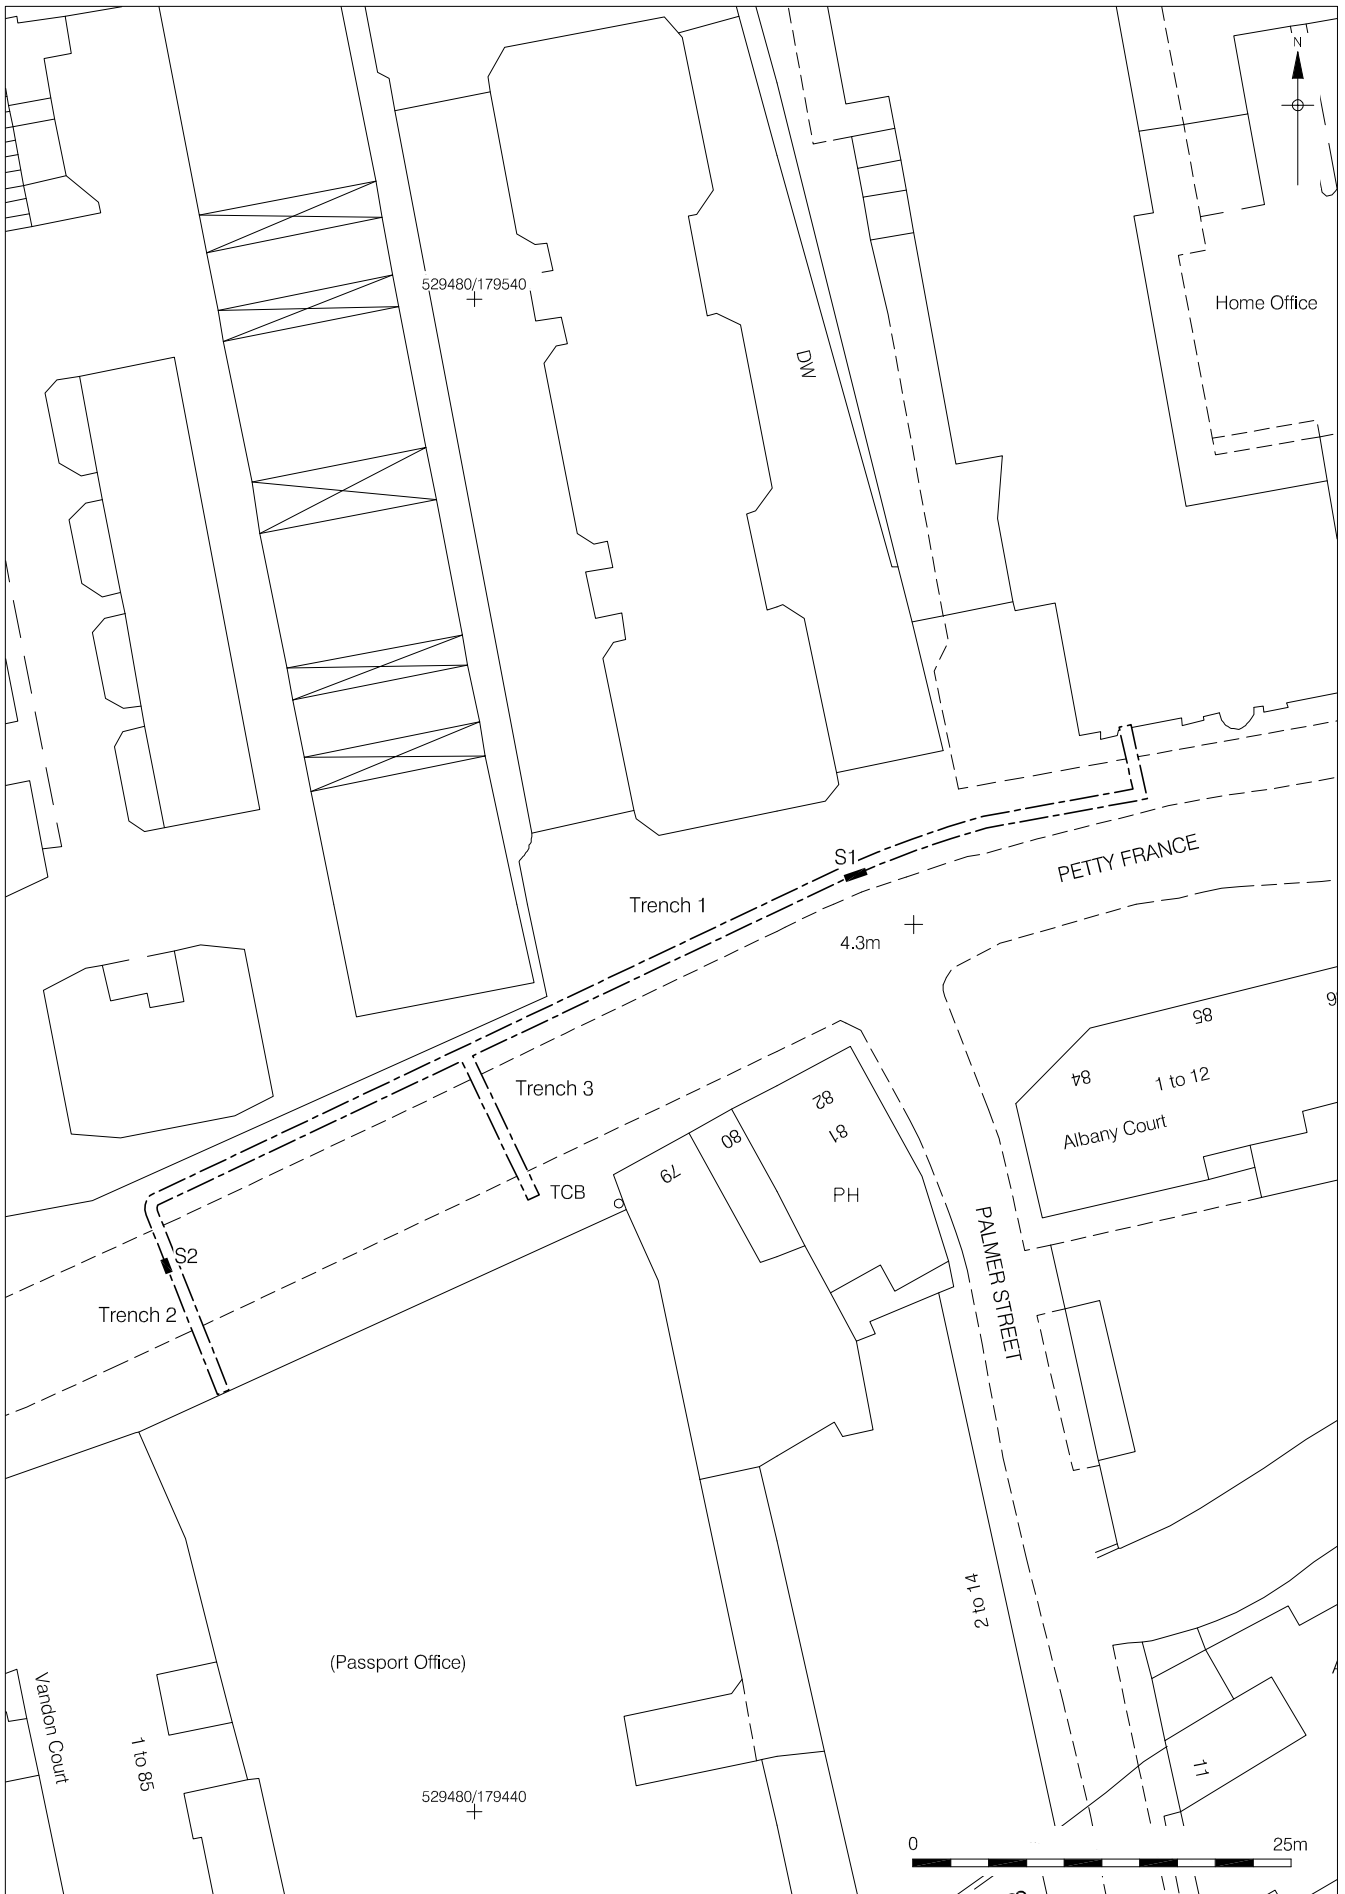 N
529480/179540
Home Office
DW
S1
PETTY FRANCE
Trench 1
4.3m
85
84
1 to 12
Albany Court
Trench 3
TCB
79
80
81
82
PH
PALMER STREET
S2
Trench 2
2 to 14
(Passport Office)
Vandon Court
1 to 85
11
529480/179440
0
25m